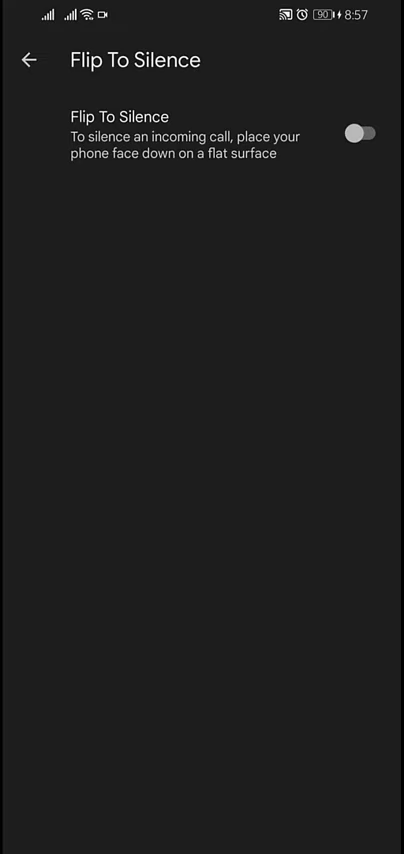 90 8:57
Flip To Silence
Flip To Silence
To silence an incoming call, place your
phone face down on a flat surface